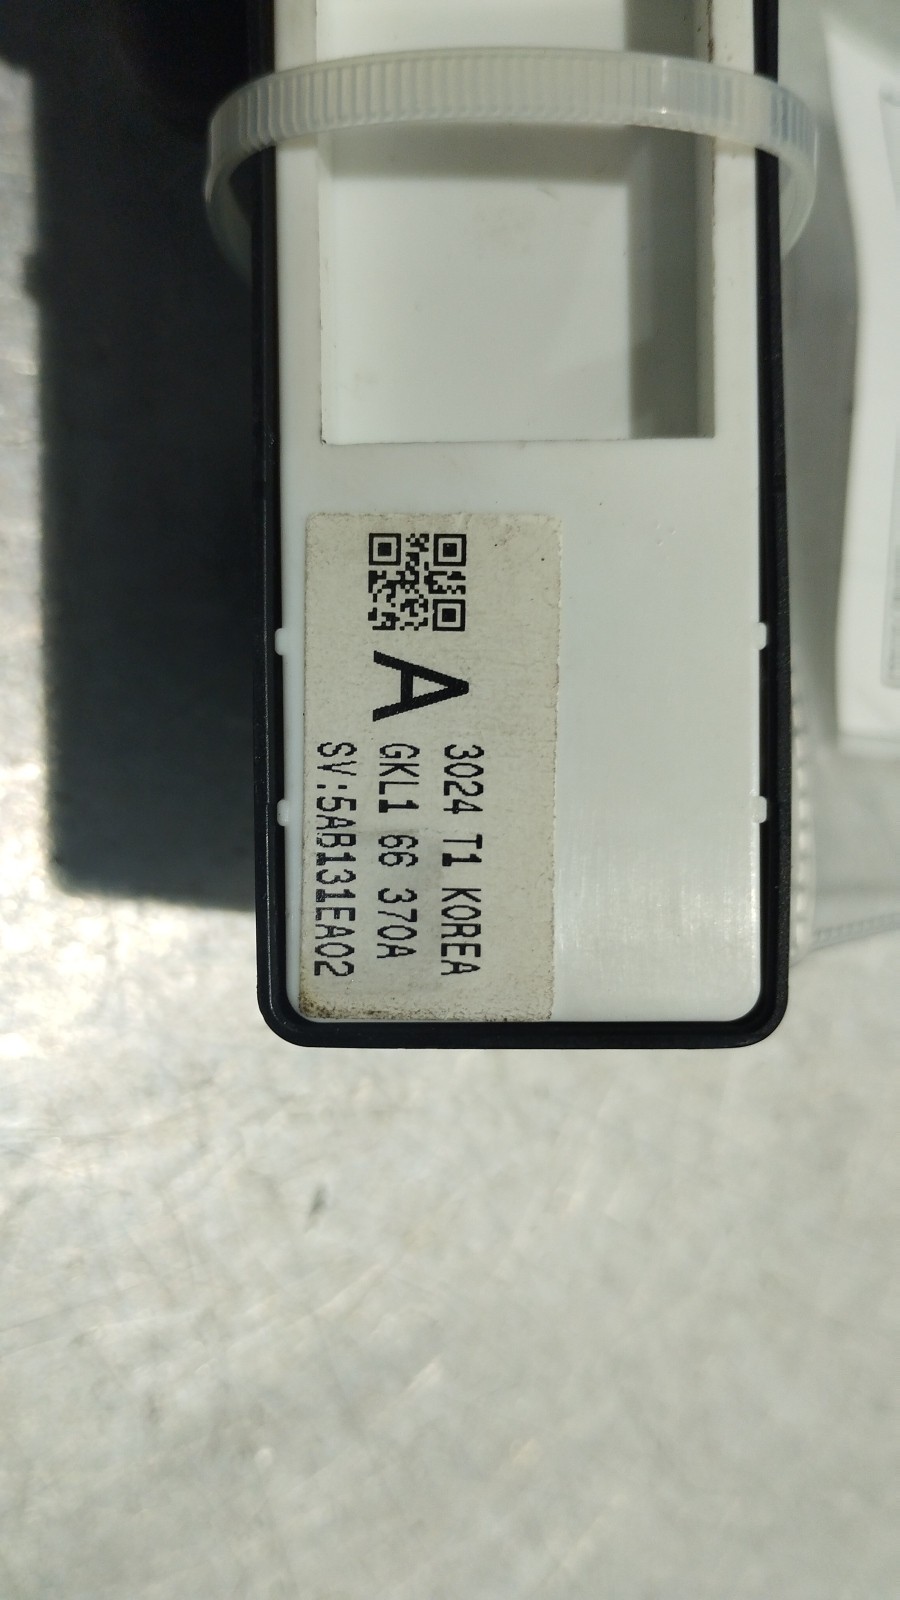 A
3024 T1 KOREA
GKL1 66 370A
SV:5AB131EA02